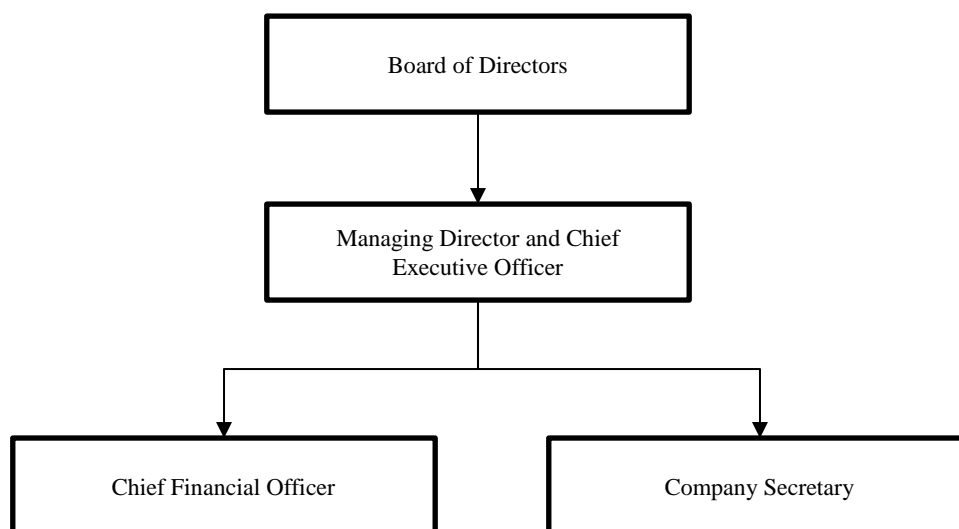 Board of Directors
Managing Director and Chief
Executive Officer
Chief Financial Officer
Company Secretary